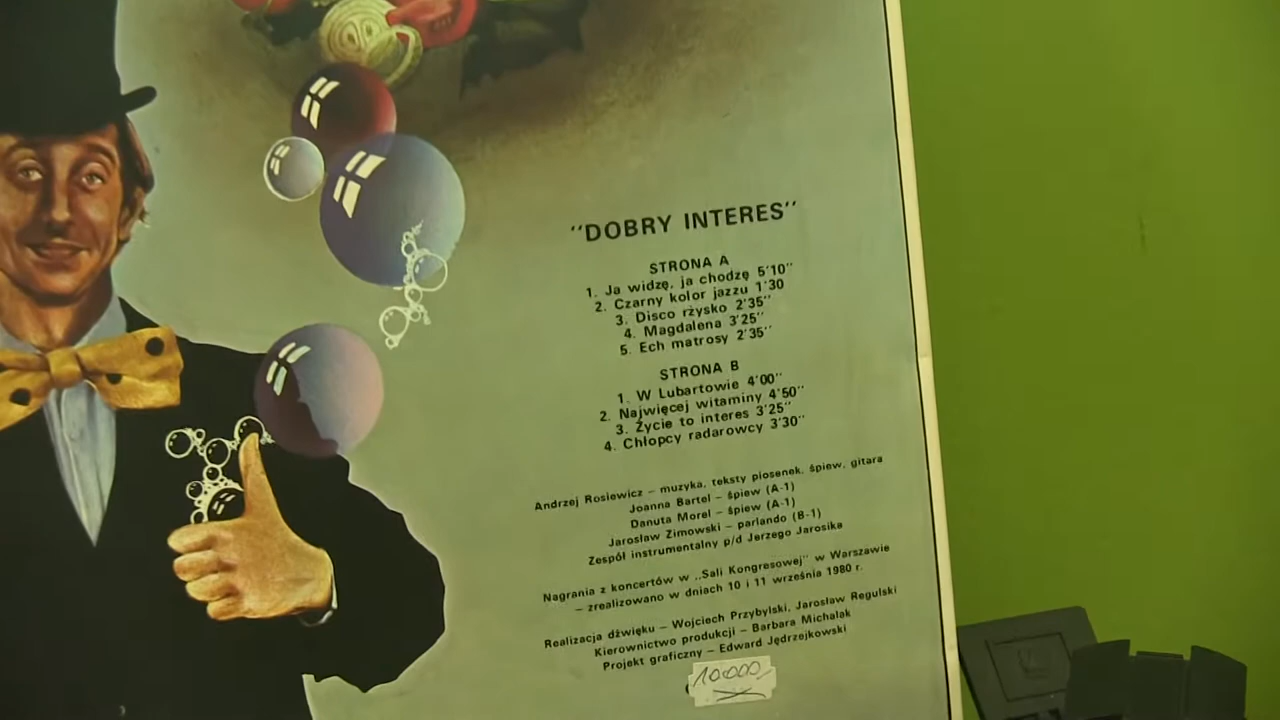 "DOBRY INTERES"
STRONA A
1. Ja widzę, ja chodzę 5'10''
2. Czarny kolor jazzu 1'30
3. Disco rżysko 2'35''
4. Magdalena 3'25''
5. Ech matrosy 2'35''
STRONA B
1. W Lubartowie 4'00''
2. Najwięcej witaminy 4'50''
3. Życie to interes 3'25''
4. Chłopcy radarowcy 3'30''
Andrzej Rosiewicz – muzyka, teksty piosenek, śpiew, gitara
Joanna Bartel – śpiew (A-1)
Danuta Morel – śpiew (A-1)
Jarosław Zimowski – parlando (B-1)
Zespół instrumentalny p/d Jerzego Jarosika
Nagrania z koncertów w „Sali Kongresowej" w Warszawie
– zrealizowano w dniach 10 i 11 września 1980 r.
Realizacja dźwięku – Wojciech Przybylski, Jarosław Regulski
Kierownictwo produkcji – Barbara Michalak
Projekt graficzny – Edward Jędrzejkowski
10.000